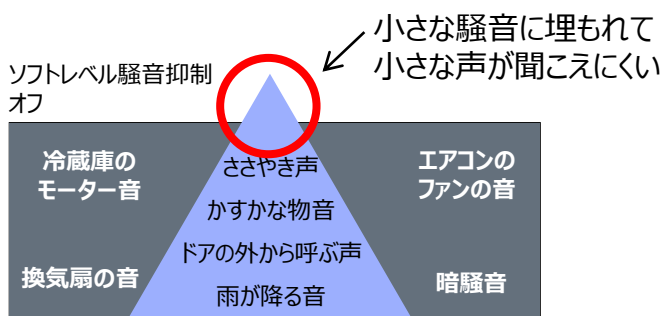 小さな騒音に埋もれて
小さな声が聞こえにくい
ソフトレベル騒音抑制
オフ
冷蔵庫の
モーター音
ささやき声
エアコンの
ファンの音
かすかな物音
ドアの外から呼ぶ声
換気扇の音
雨が降る音
暗騒音